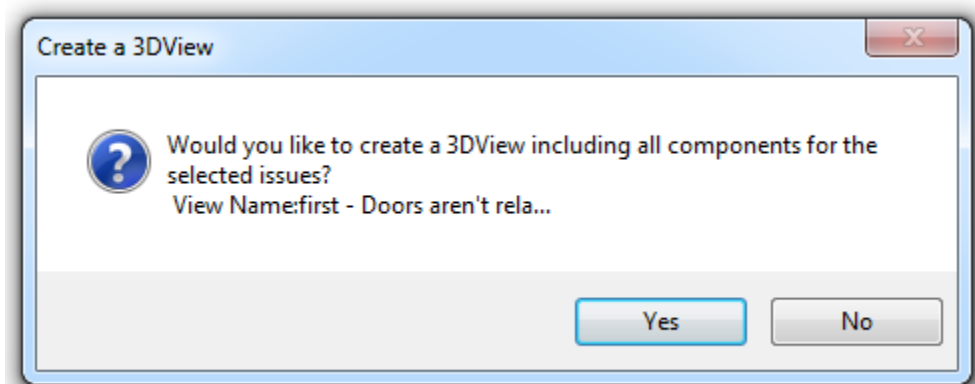 Create a 3DView
Would you like to create a 3DView including all components for the
selected issues?
View Name:first - Doors aren't rela...
Yes
No